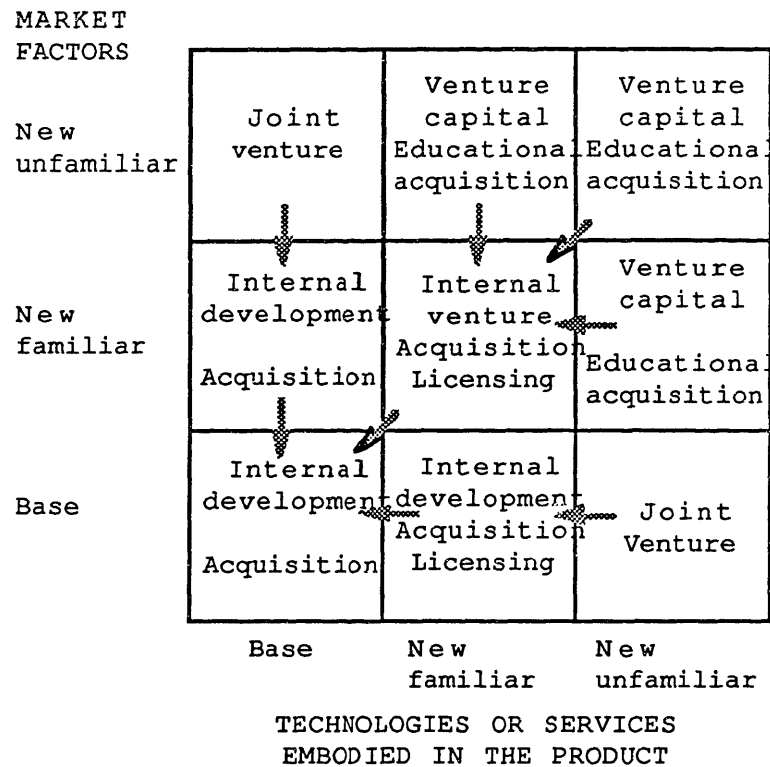 MARKET
FACTORS
New
unfamiliar
Joint
venture
Venture
capital
Educational
acquisition
Venture
capital
Educational
acquisition
New
familiar
Internal
development
Acquisition
Internal
venture
Acquisition
Licensing
Venture
capital
Educational
acquisition
Base
Internal
development
Acquisition
Internal
development
Acquisition
Licensing
Joint
Venture
Base
New
familiar
New
unfamiliar
TECHNOLOGIES OR SERVICES
EMBODIED IN THE PRODUCT